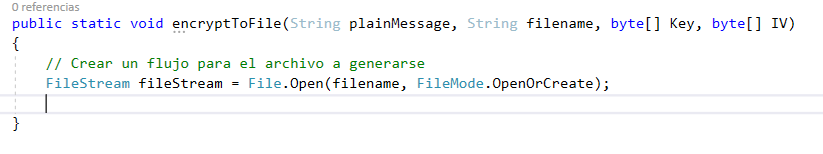 0 referencias
public static void encryptToFile(String plainMessage, String filename, byte[] Key, byte[] IV)
{
// Crear un flujo para el archivo a generarse
FileStream fileStream = File.Open(filename, FileMode.OpenOrCreate);
}